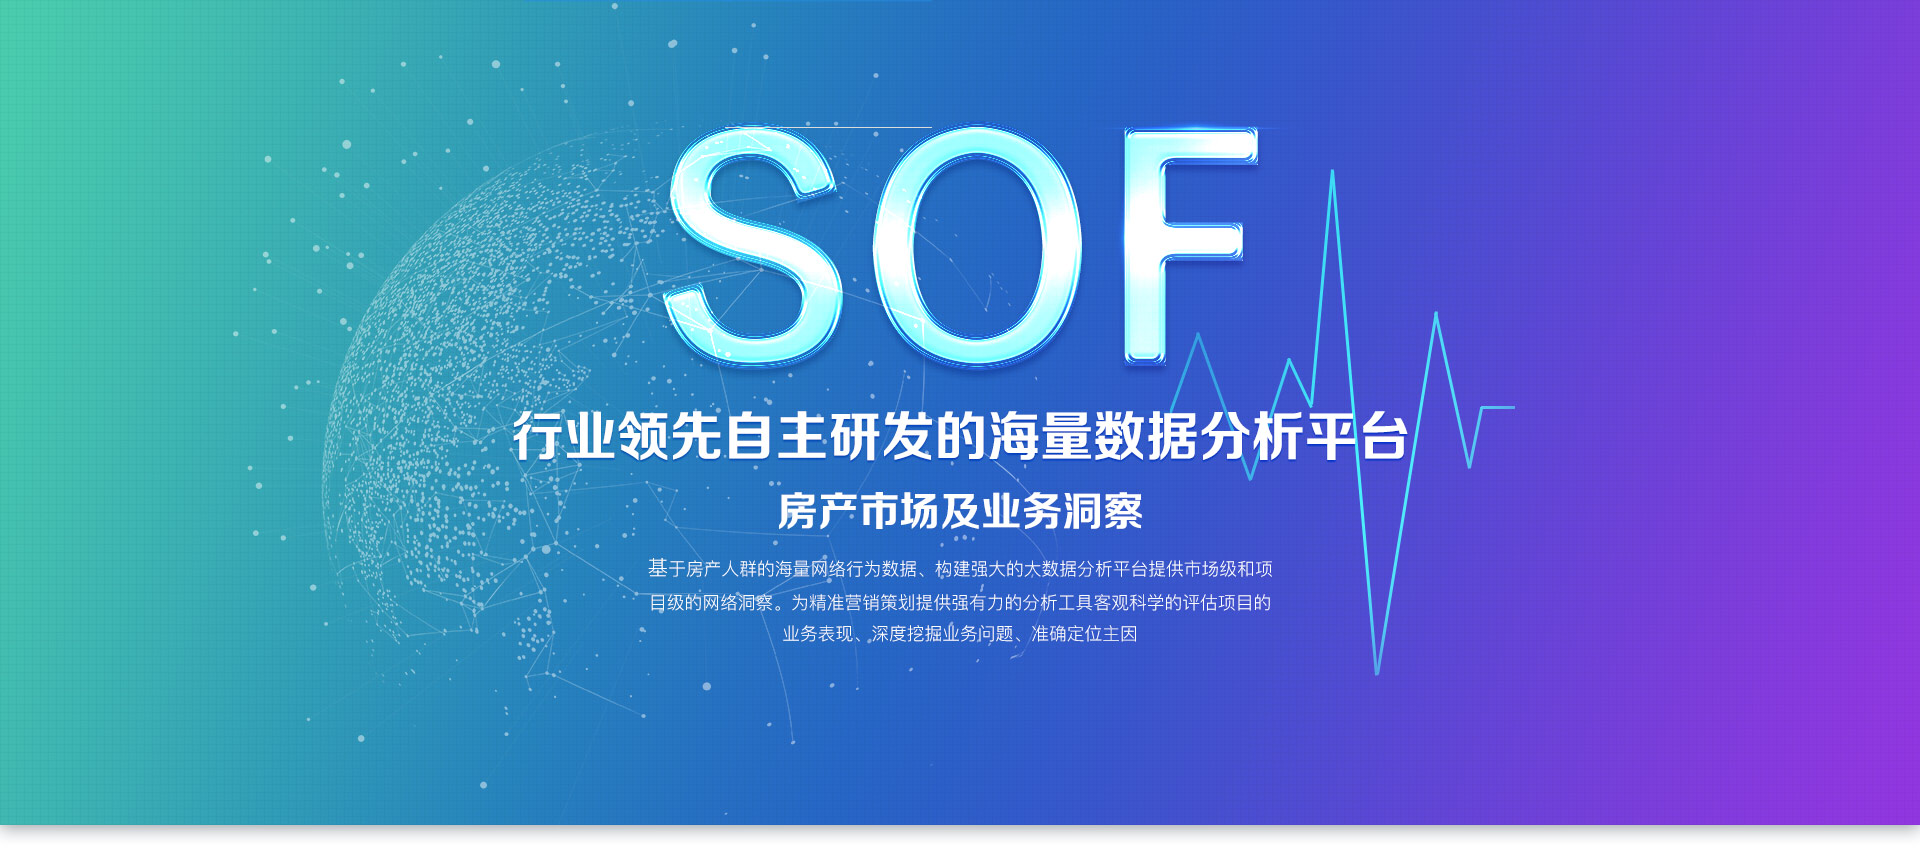 SOF
行业领先自主研发的海量数据分析平台
房产市场及业务洞察
基于房产人群的海量网络行为数据、构建强大的大数据分析平台提供市场级和项
目级的网络洞察。为精准营销策划提供强有力的分析工具客观科学的评估项目的
业务表现、深度挖掘业务问题、准确定位主因